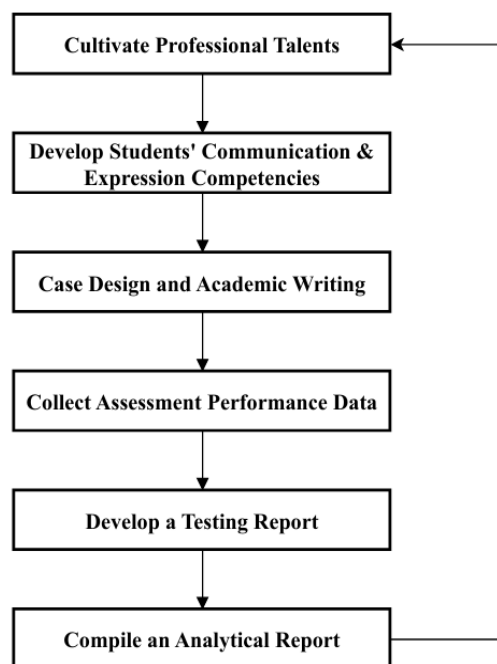 Cultivate Professional Talents
Develop Students' Communication &
Expression Competencies
Case Design and Academic Writing
Collect Assessment Performance Data
Develop a Testing Report
Compile an Analytical Report